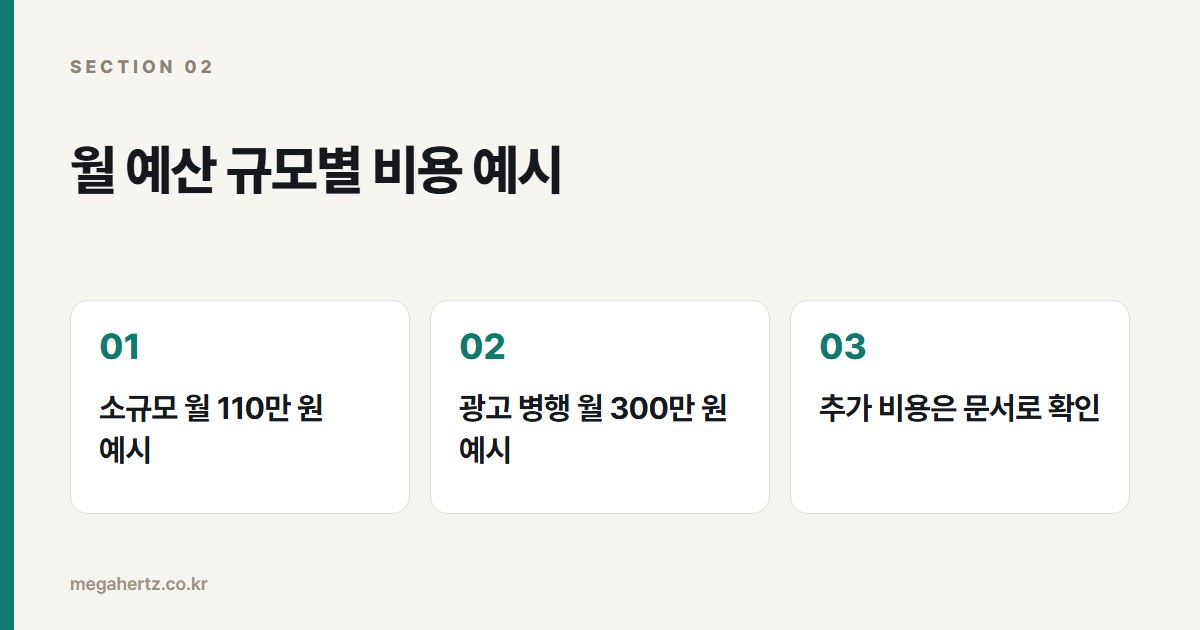 SECTION 02
월 예산 규모별 비용 예시
01
소규모 월 110만 원
예시
02
광고 병행 월 300만 원
예시
03
추가 비용은 문서로 확인
megahertz.co.kr